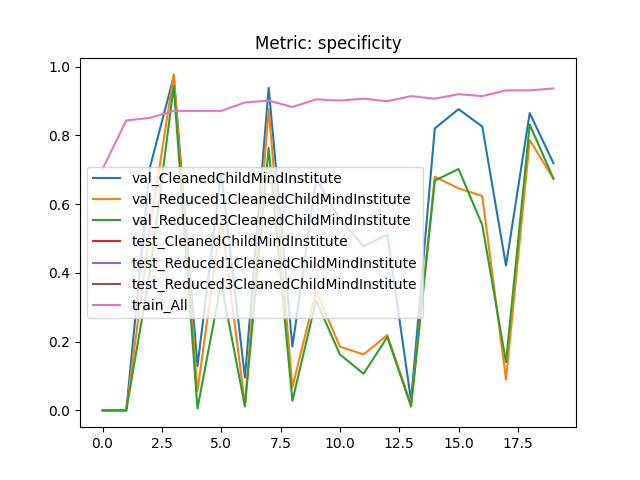 Metric: specificity
1.0
0.8
0.6
0.4
0.2
0.0
val_CleanedChildMindInstitute
val_Reduced1CleanedChildMindInstitute
val_Reduced3CleanedChildMindInstitute
test_CleanedChildMindInstitute
test_Reduced1CleanedChildMindInstitute
test_Reduced3CleanedChildMindInstitute
train_All
0.0 2.5 5.0 7.5 10.0 12.5 15.0 17.5